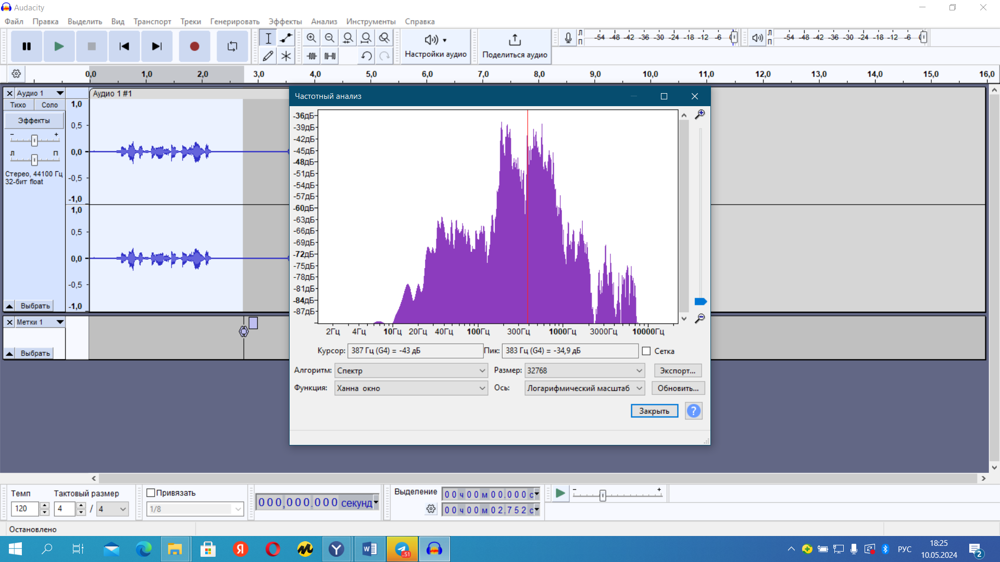 Audacity
Файл Правка Выделить Вид Транспорт Треки Генерировать Эффекты Анализ Инструменты Справка
Настройки аудио
Поделиться аудио
Л
П
-54 -48 -42 -36 -30 -24 -18 -12 -6 0
Л
П
-54 -48 -42 -36 -30 -24 -18 -12 -6 0
0,0 1,0 2,0 3,0 4,0 5,0 6,0 7,0 8,0 9,0 10,0 11,0 12,0 13,0 14,0 15,0 16,0
Аудио 1
Аудио 1 #1
Тихо Соло
Эффекты
- +
Л П
Стерео, 44100 Гц
32-бит float
Выбрать
1,0
0,5
0,0
-0,5
-1,0
1,0
0,5
0,0
-0,5
-1,0
Метки 1
Выбрать
Частотный анализ
-36дБ
-39дБ
-42дБ
-45дБ
-48дБ
-51дБ
-54дБ
-57дБ
-60дБ
-63дБ
-66дБ
-69дБ
-72дБ
-75дБ
-78дБ
-81дБ
-84дБ
-87дБ
2Гц 4Гц 10Гц 20Гц 40Гц 100Гц 300Гц 1000Гц 3000Гц 10000Гц
Курсор: 387 Гц (G4) = -43 дБ Пик: 383 Гц (G4) = -34,9 дБ Сетка
Алгоритм: Спектр Размер: 32768 Экспорт...
Функция: Ханна окно Ось: Логарифмический масштаб Обновить...
Закрыть ?
Темп Тактовый размер
120 4 / 4
Привязать
1/8
000,000.000 секунд
Выделение
00 ч 00 м 00.000 с
00 ч 00 м 02.752 с
- +
Остановлено
Я
Y
W
51
РУС
18:25
10.05.2024
2